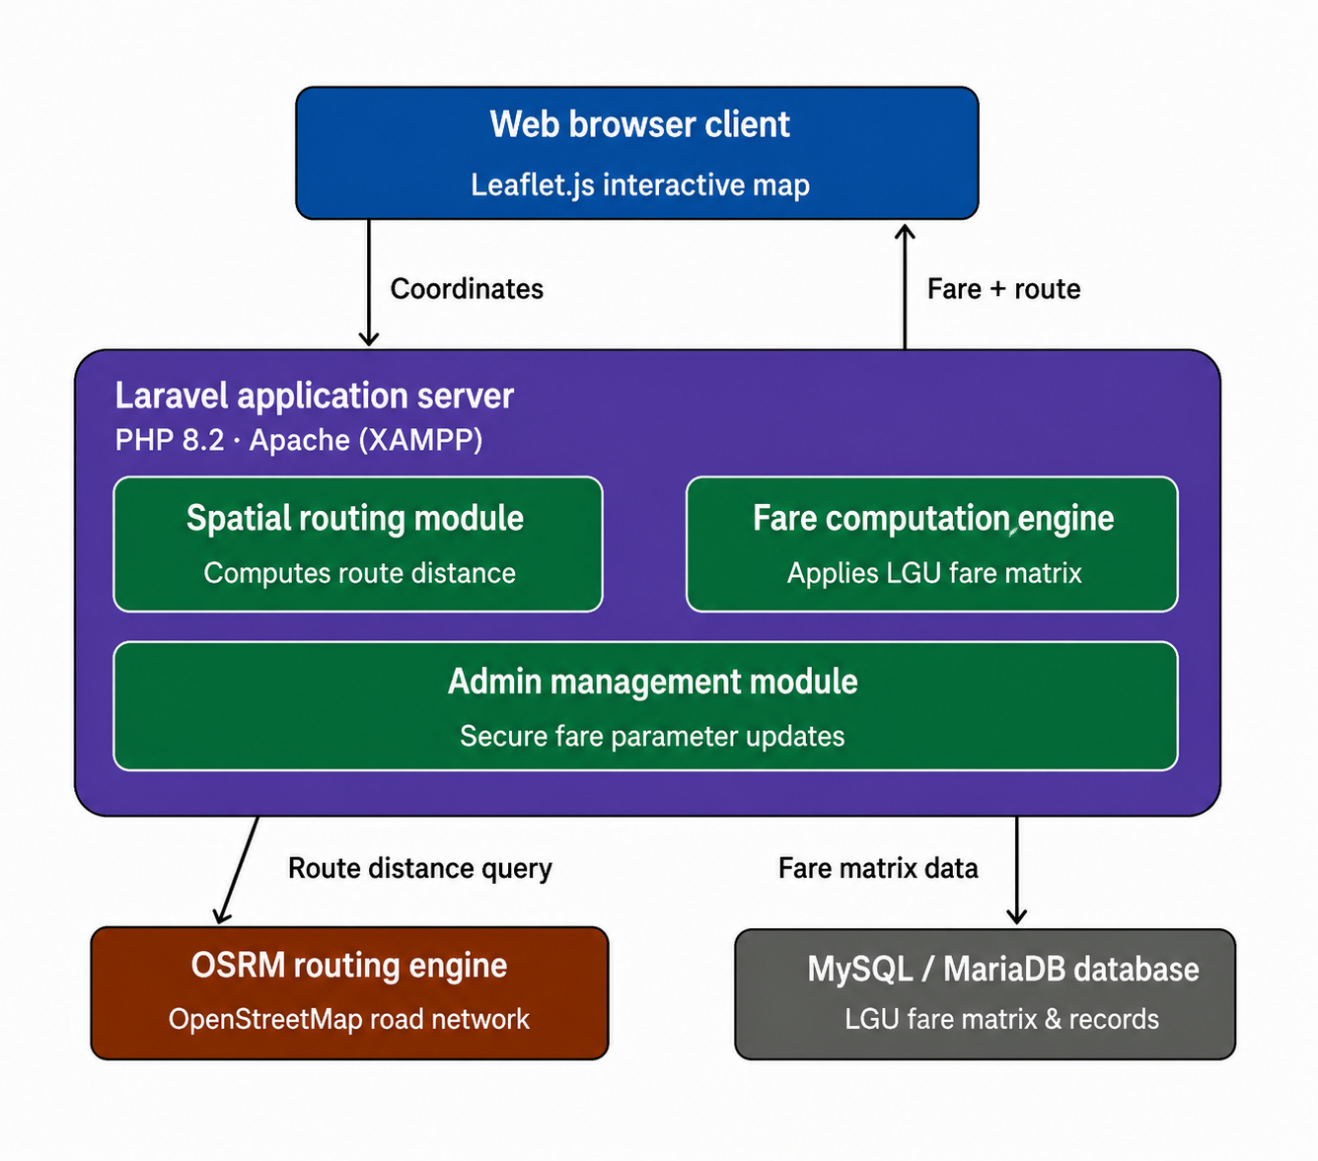 Web browser client
Leaflet.js interactive map
Coordinates
Fare + route
Laravel application server
PHP 8.2 · Apache (XAMPP)
Spatial routing module
Computes route distance
Fare computation engine
Applies LGU fare matrix
Admin management module
Secure fare parameter updates
Route distance query
Fare matrix data
OSRM routing engine
OpenStreetMap road network
MySQL / MariaDB database
LGU fare matrix & records